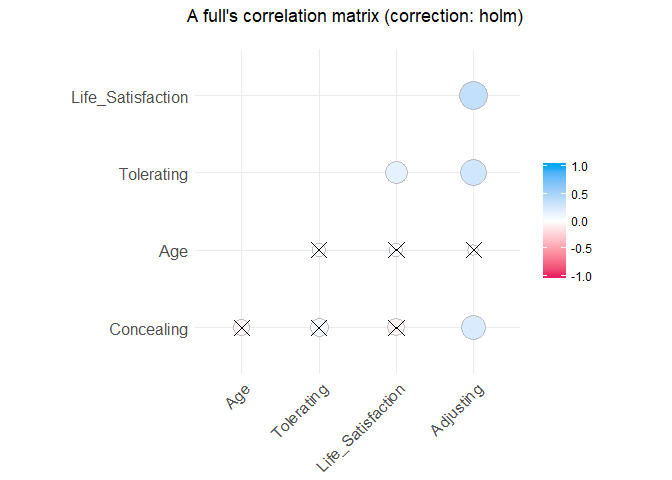 A full's correlation matrix (correction: holm)
Life_Satisfaction
Tolerating
Age
Concealing
1.0
0.5
0.0
-0.5
-1.0
Age
Tolerating
Life_Satisfaction
Adjusting